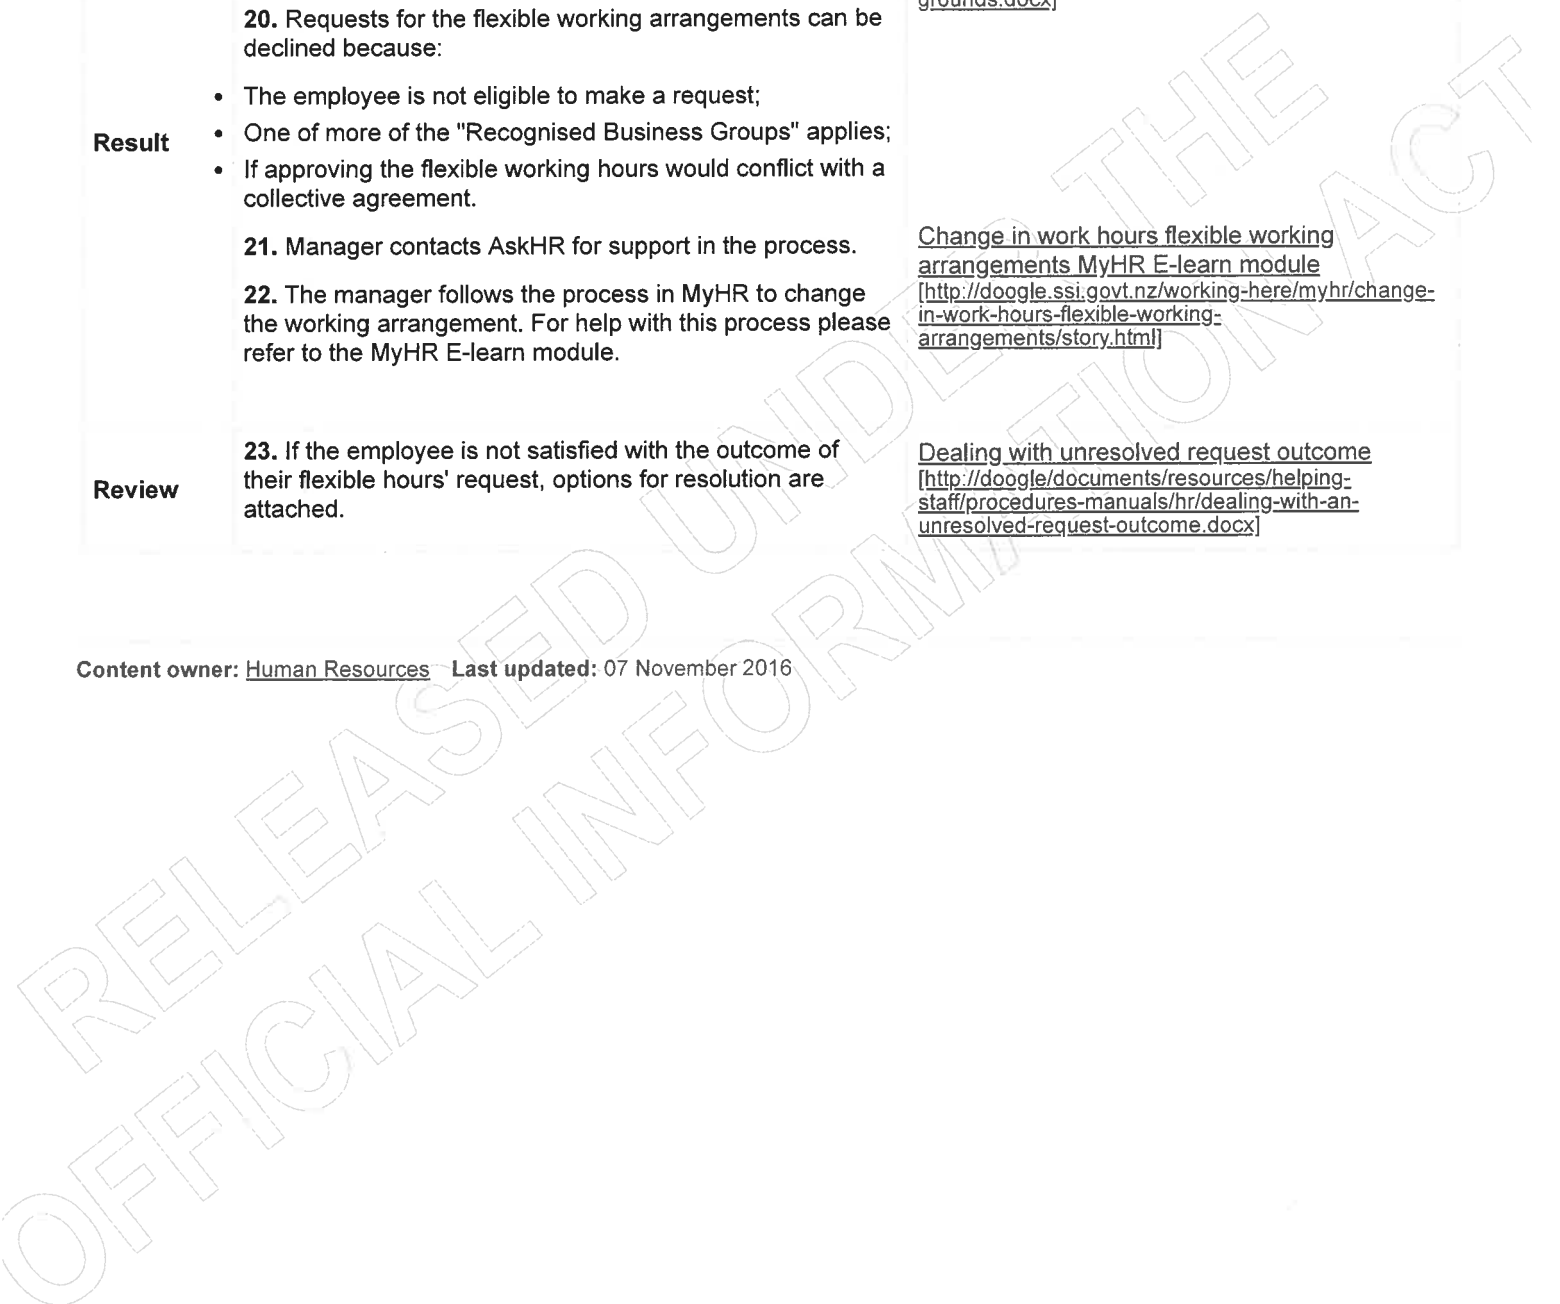 grounds.docx]
20. Requests for the flexible working arrangements can be
declined because:
• The employee is not eligible to make a request;
• One of more of the "Recognised Business Groups" applies;
• If approving the flexible working hours would conflict with a
collective agreement.
Result
21. Manager contacts AskHR for support in the process.
22. The manager follows the process in MyHR to change
the working arrangement. For help with this process please
refer to the MyHR E-learn module.
Change in work hours flexible working
arrangements MyHR E-learn module
[http://doogle.ssi.govt.nz/working-here/myhr/change-
in-work-hours-flexible-working-
arrangements/story.html]
Review
23. If the employee is not satisfied with the outcome of
their flexible hours' request, options for resolution are
attached.
Dealing with unresolved request outcome
[http://doogle/documents/resources/helping-
staff/procedures-manuals/hr/dealing-with-an-
unresolved-request-outcome.docx]
Content owner: Human Resources Last updated: 07 November 2016
RELEASED UNDER THE
OFFICIAL INFORMATION ACT